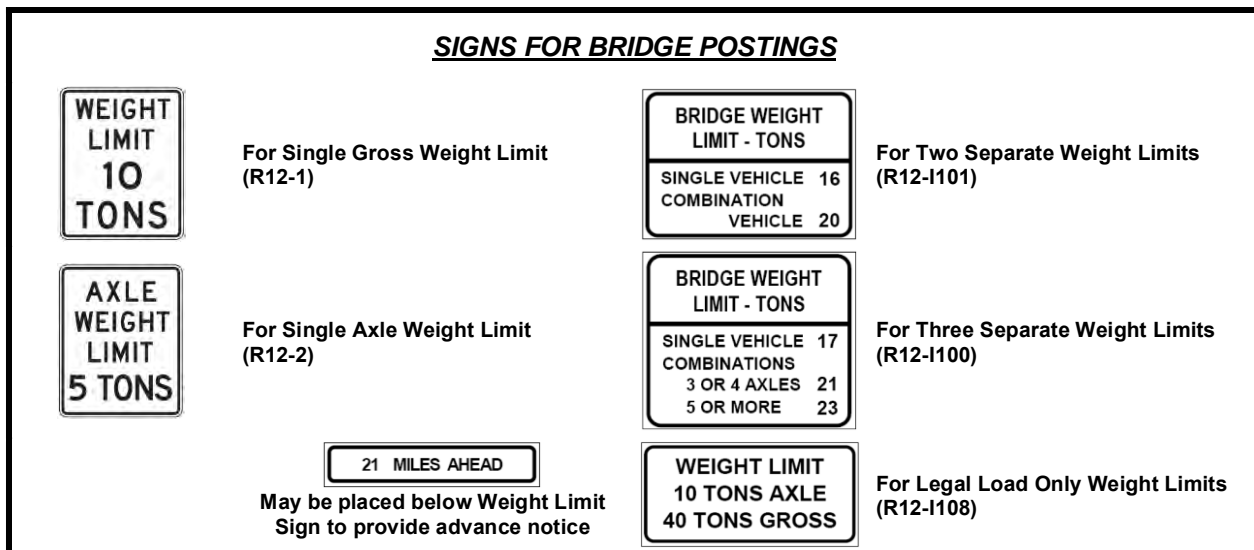 SIGNS FOR BRIDGE POSTINGS
WEIGHT
LIMIT
10
TONS
For Single Gross Weight Limit
(R12-1)
BRIDGE WEIGHT
LIMIT - TONS
SINGLE VEHICLE 16
COMBINATION
VEHICLE 20
For Two Separate Weight Limits
(R12-I101)
AXLE
WEIGHT
LIMIT
5 TONS
For Single Axle Weight Limit
(R12-2)
BRIDGE WEIGHT
LIMIT - TONS
SINGLE VEHICLE 17
COMBINATIONS
3 OR 4 AXLES 21
5 OR MORE 23
For Three Separate Weight Limits
(R12-I100)
21 MILES AHEAD
May be placed below Weight Limit
Sign to provide advance notice
WEIGHT LIMIT
10 TONS AXLE
40 TONS GROSS
For Legal Load Only Weight Limits
(R12-I108)